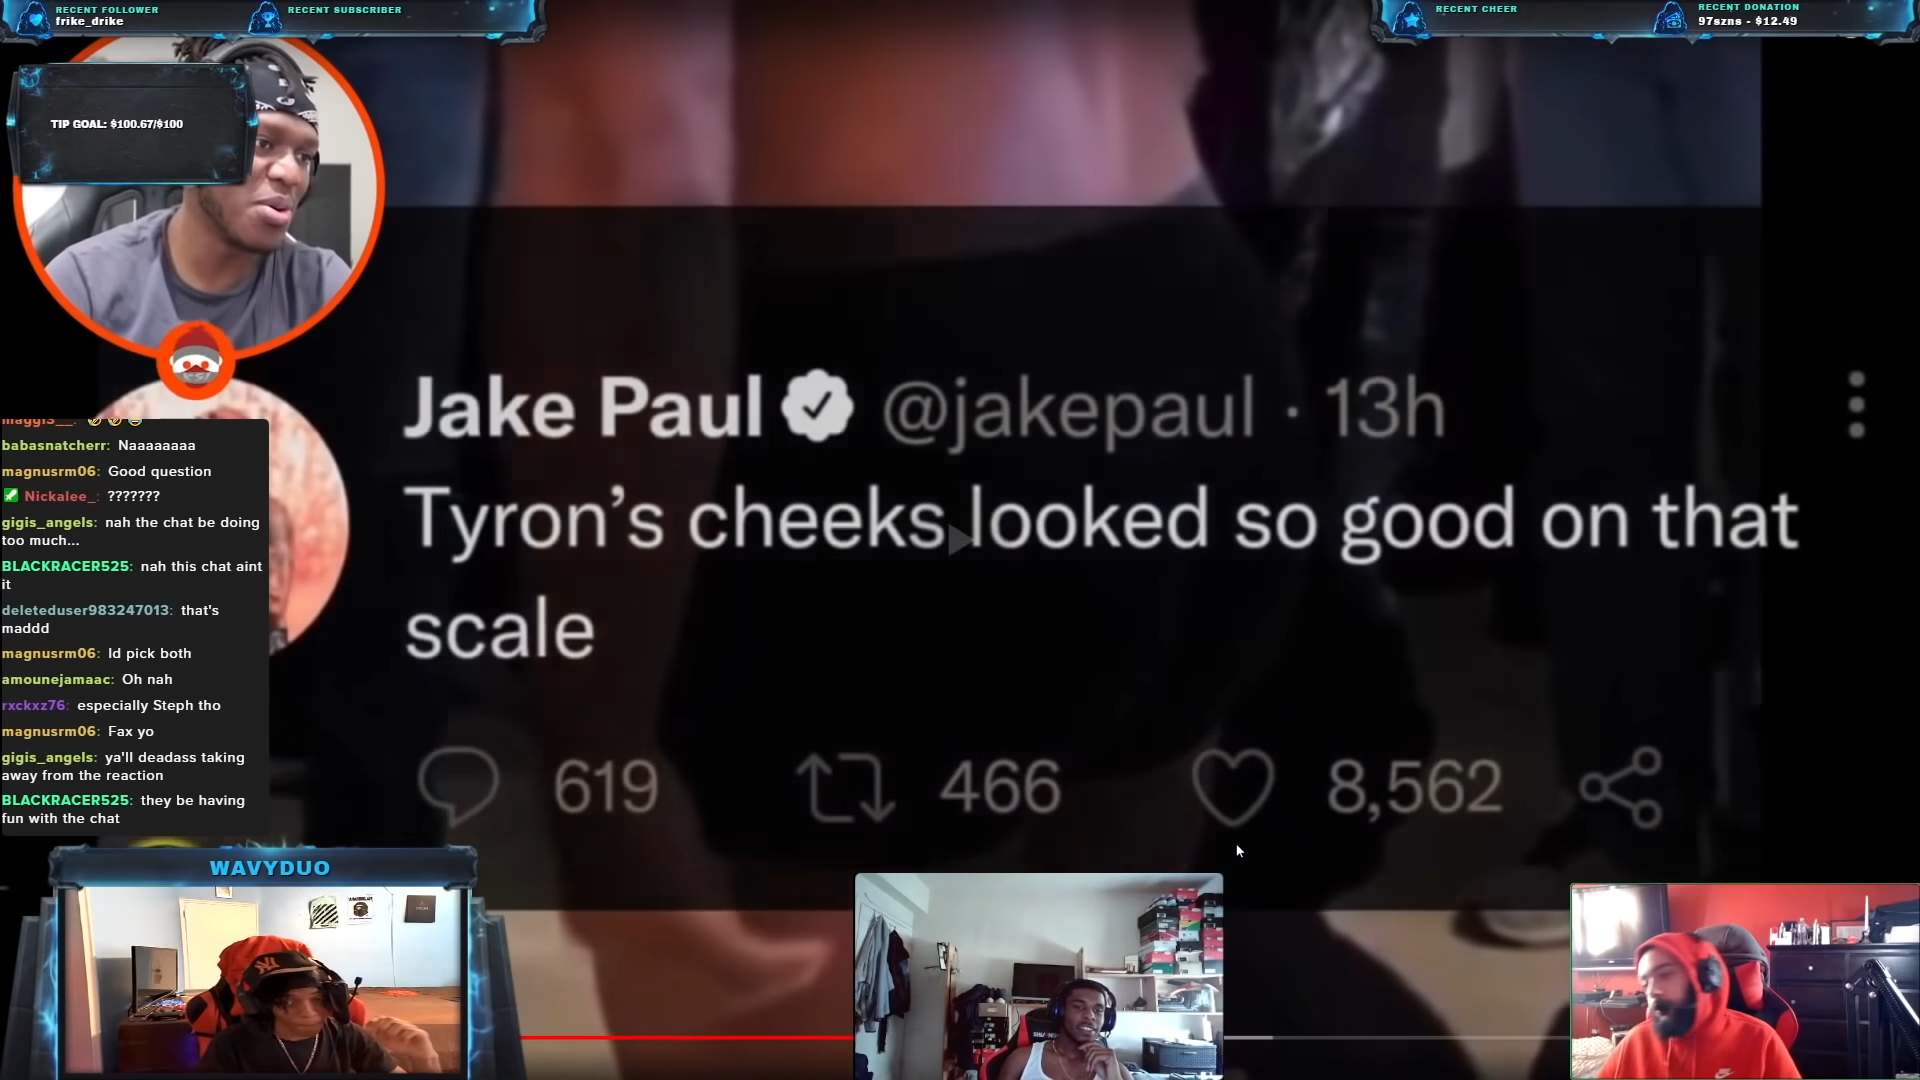 RECENT FOLLOWER
frike_drike
RECENT SUBSCRIBER
RECENT CHEER
RECENT DONATION
97szns - $12.49
TIP GOAL: $100.67/$100
Jake Paul @jakepaul · 13h
Tyron’s cheeks looked so good on that
scale
619 466 8,562
babasnatcherr: Naaaaaaaa
magnusrm06: Good question
Nickalee_: ???????
gigis_angels: nah the chat be doing
too much...
BLACKRACER525: nah this chat aint
it
deleteduser983247013: that's
maddd
magnusrm06: Id pick both
amounejamaac: Oh nah
rxckxz76: especially Steph tho
magnusrm06: Fax yo
gigis_angels: ya'll deadass taking
away from the reaction
BLACKRACER525: they be having
fun with the chat
WAVYDUO